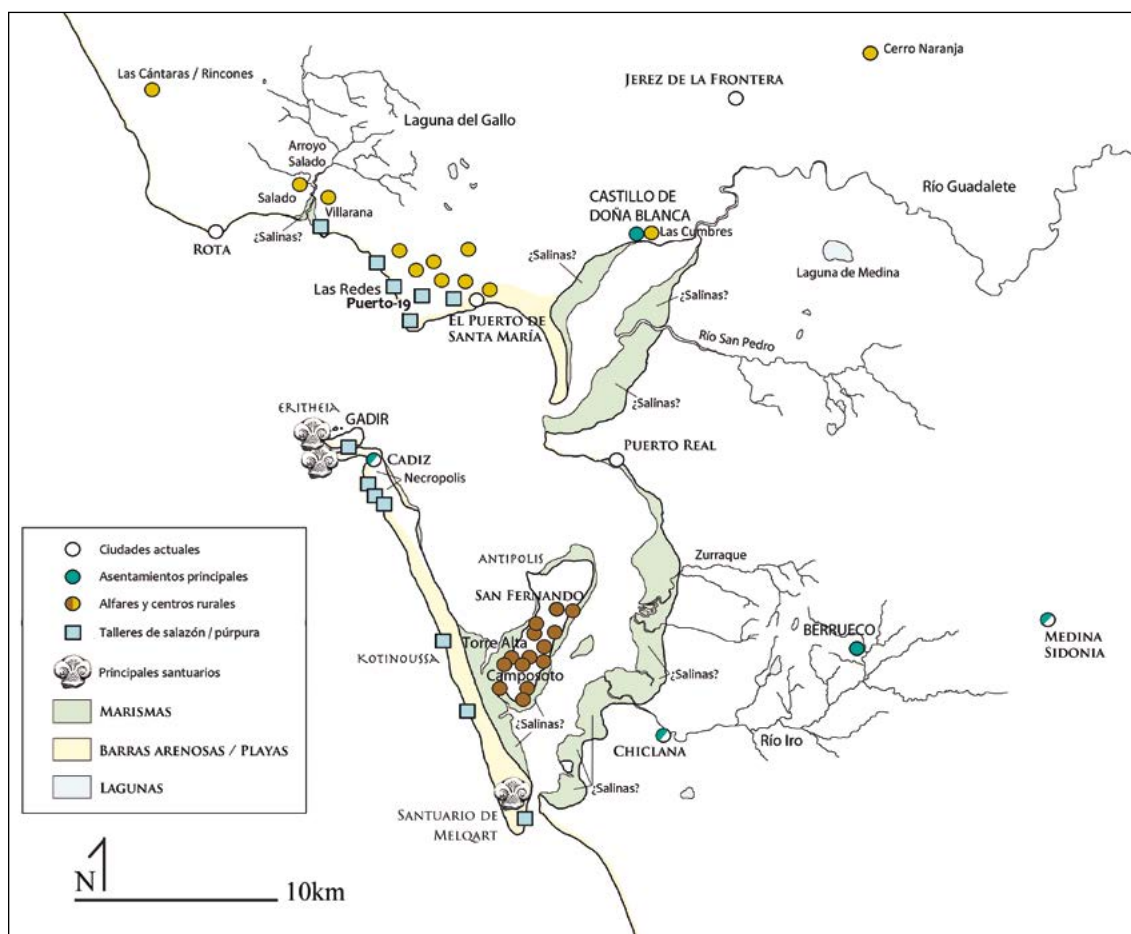 Cerro Naranja
Las Cántaras / Rincones
JEREZ DE LA FRONTERA
Laguna del Gallo
Arroyo
Salado
Salado
Villarana
Río Guadalete
CASTILLO DE
DOÑA BLANCA
Las Cumbres
¿Salinas?
ROTA
¿Salinas?
Laguna de Medina
Las Redes
¿Salinas?
Puerto-19
EL PUERTO DE
SANTA MARÍA
Río San Pedro
¿Salinas?
ERITHEIA
GADIR
CADIZ
PUERTO REAL
Necropolis
Ciudades actuales
Asentamientos principales
Alfares y centros rurales
Talleres de salazón / púrpura
Principales santuarios
MARISMAS
BARRAS ARENOSAS / PLAYAS
LAGUNAS
ANTIPOLIS
Zurraque
SAN FERNANDO
Torre Alta
BERRUECO
MEDINA
SIDONIA
KOTINOUSSA
Camposoto
¿Salinas?
¿Salinas?
CHICLANA
Río Iro
¿Salinas?
SANTUARIO DE
MELQART
N
10km